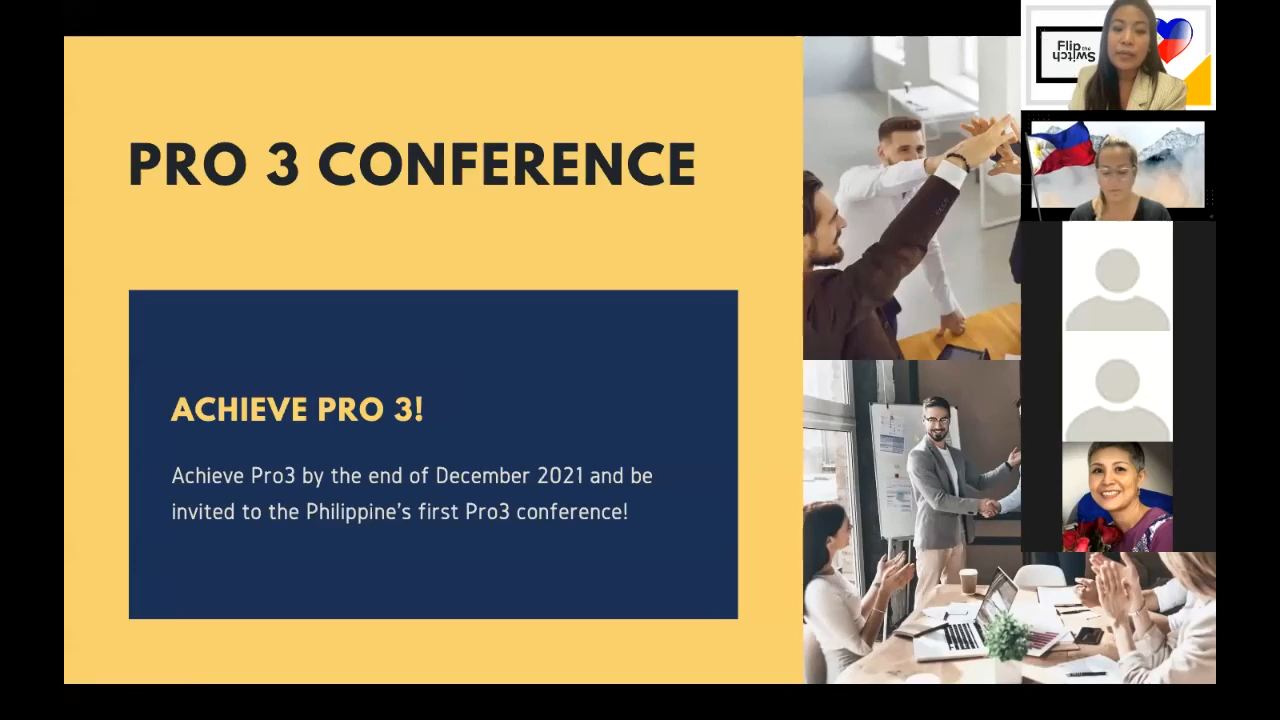 PRO 3 CONFERENCE
ACHIEVE PRO 3!
Achieve Pro3 by the end of December 2021 and be
invited to the Philippine's first Pro3 conference!
Flip the
Switch